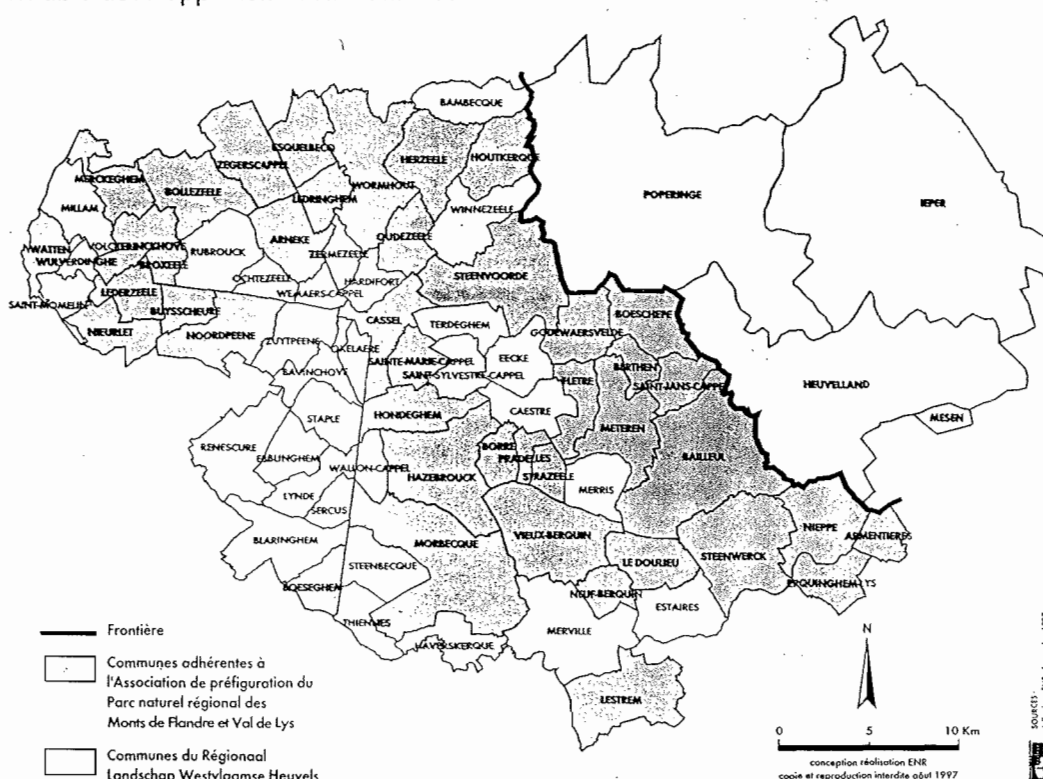 BAMBECQUE
ESQUELBECQ
ZEGERSCAPPEL
HERZEELE
HOUTKERQUE
MERCKEGHEM
BOLLEZEELE
WORMHOUT
LEDRINGHEM
POPERINGE
IEPER
MILLAM
WINNEZEELE
OUDEZEELE
ARNEKE
WATTEN
VOLCKERINCKHOVE
RUBROUCK
ZERMEZEELE
WULVERDINGHE
BROXEELE
STEENVOORDE
OCHTEZEELE
HARDIFORT
LEDERZEELE
WEMAERS-CAPPEL
SAINT-MOMELIN
BUYSSCHEURE
BOESCHEPE
CASSEL
TERDEGHEM
NIEURLET
NOORDPEENE
GODEWAERSVELDE
ZUYTPEENE
OXELAERE
SAINTE-MARIE-CAPPEL
EECKE
BERTHEN
BAVINCHOVE
SAINT-SYLVESTRE-CAPPEL
FLETRE
SAINT-JANS-CAPPEL
HEUVELLAND
CAESTRE
STAPLE
HONDEGHEM
MESEN
METEREN
RENESCURE
BORRE
PRADELLES
BAILLEUL
EBBLINGHEM
WALLON-CAPPEL
HAZEBROUCK
STRAZEELE
MERRIS
LYNDE
SERCUS
NIEPPE
BLARINGHEM
MORBECQUE
VIEUX-BERQUIN
ARMENTIERES
STEENWERCK
STEENBECQUE
LE DOULIEU
BOESEGHEM
ERQUINGHEM-LYS
NEUF-BERQUIN
ESTAIRES
THIENNES
MERVILLE
HAVERSKERQUE
LESTREM
Frontière
Communes adhérentes à
l'Association de préfiguration du
Parc naturel régional des
Monts de Flandre et Val de Lys
Communes du Régionaal
Landschap Westvlaamse Heuvels
N
0 5 10 Km
conception réalisation ENR
copie et reproduction interdite août 1997
SOURCES